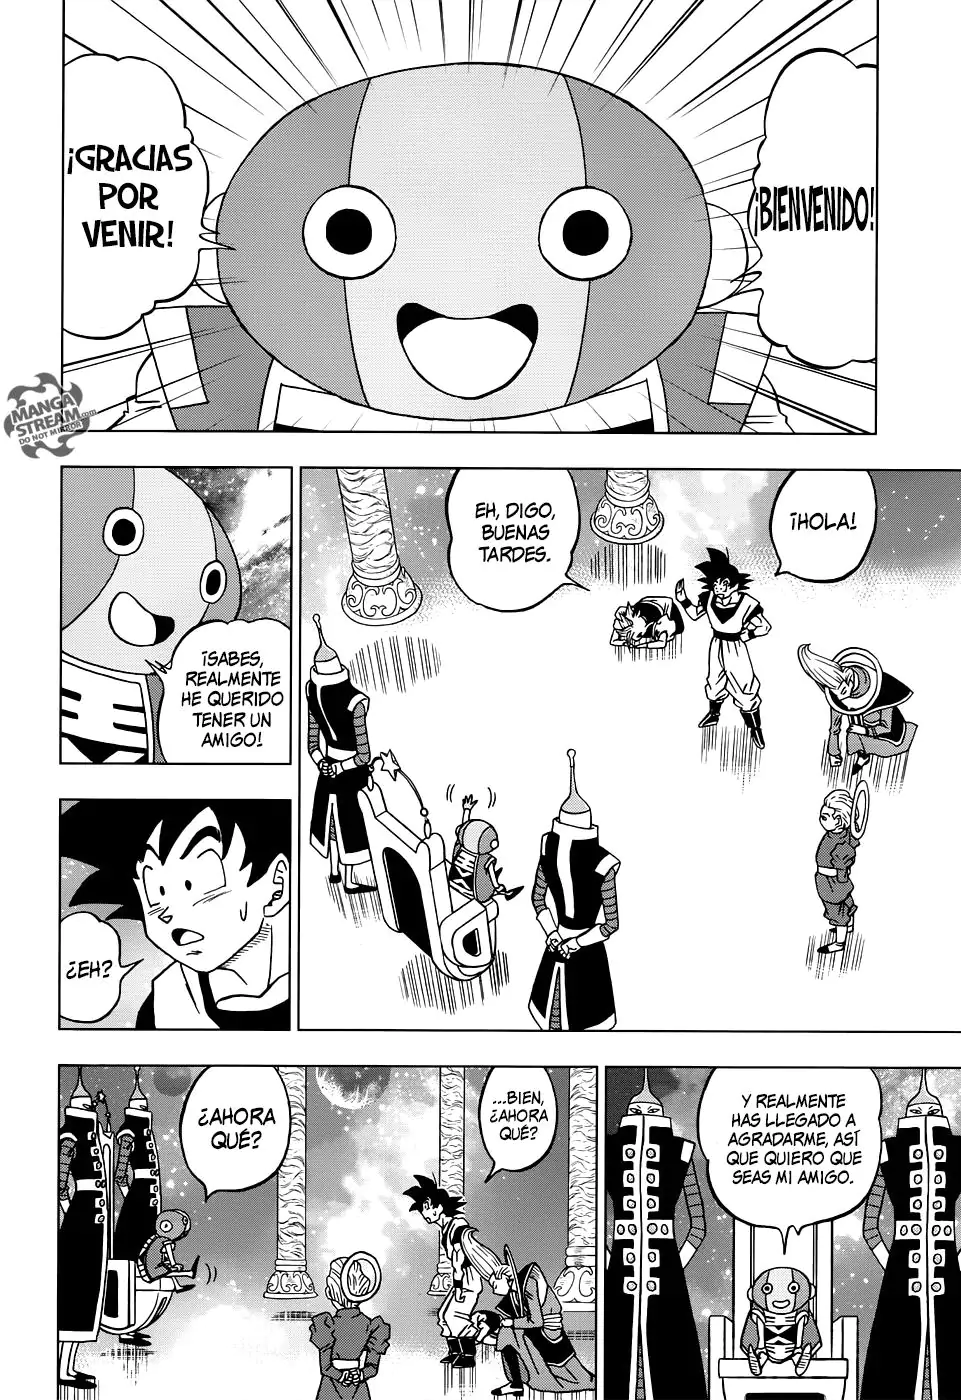 ¡BIENVENIDO!
¡GRACIAS
POR
VENIR!
MANGA
STREAM.com
DO NOT MIRROR
¡HOLA!
EH, DIGO,
BUENAS
TARDES.
¡SABES,
REALMENTE
HE QUERIDO
TENER UN
AMIGO!
¿EH?
Y REALMENTE
HAS LLEGADO A
AGRADARME, ASÍ
QUE QUIERO QUE
SEAS MI AMIGO.
...BIEN,
¿AHORA
QUÉ?
¿AHORA
QUÉ?